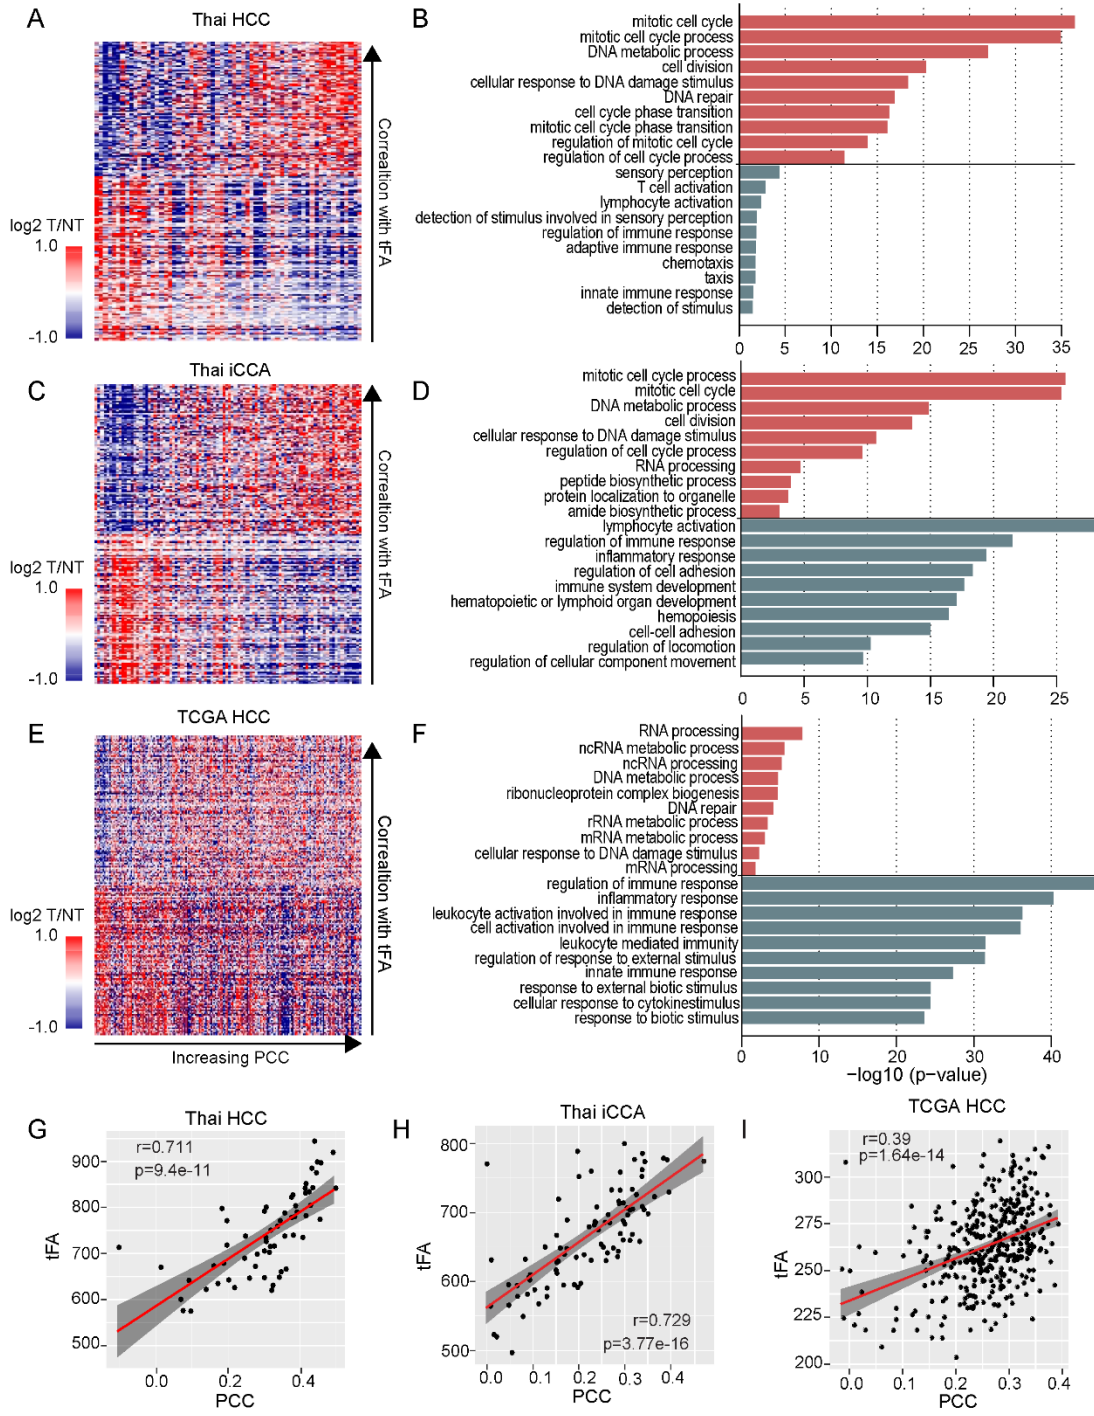 A
Thai HCC
log2 T/NT
1.0
-1.0
Correaltion with tFA
B
mitotic cell cycle
mitotic cell cycle process
DNA metabolic process
cell division
cellular response to DNA damage stimulus
DNA repair
cell cycle phase transition
mitotic cell cycle phase transition
regulation of mitotic cell cycle
regulation of cell cycle process
sensory perception
T cell activation
lymphocyte activation
detection of stimulus involved in sensory perception
regulation of immune response
adaptive immune response
chemotaxis
taxis
innate immune response
detection of stimulus
0 5 10 15 20 25 30 35
C
Thai iCCA
log2 T/NT
1.0
-1.0
Correaltion with tFA
D
mitotic cell cycle process
mitotic cell cycle
DNA metabolic process
cell division
cellular response to DNA damage stimulus
regulation of cell cycle process
RNA processing
peptide biosynthetic process
protein localization to organelle
amide biosynthetic process
lymphocyte activation
regulation of immune response
inflammatory response
regulation of cell adhesion
immune system development
hematopoietic or lymphoid organ development
hemopoiesis
cell-cell adhesion
regulation of locomotion
regulation of cellular component movement
0 5 10 15 20 25
E
TCGA HCC
log2 T/NT
1.0
-1.0
Correaltion with tFA
Increasing PCC
F
RNA processing
ncRNA metabolic process
ncRNA processing
DNA metabolic process
ribonucleoprotein complex biogenesis
DNA repair
rRNA metabolic process
mRNA metabolic process
cellular response to DNA damage stimulus
mRNA processing
regulation of immune response
inflammatory response
leukocyte activation involved in immune response
cell activation involved in immune response
leukocyte mediated immunity
regulation of response to external stimulus
innate immune response
response to external biotic stimulus
cellular response to cytokinestimulus
response to biotic stimulus
0 10 20 30 40
−log10 (p−value)
G
Thai HCC
r=0.711
p=9.4e-11
900
800
700
600
500
tFA
0.0 0.2 0.4
PCC
H
Thai iCCA
r=0.729
p=3.77e-16
800
700
600
500
tFA
0.0 0.1 0.2 0.3 0.4
PCC
I
TCGA HCC
r=0.39
p=1.64e-14
300
275
250
225
200
tFA
0.0 0.1 0.2 0.3 0.4
PCC